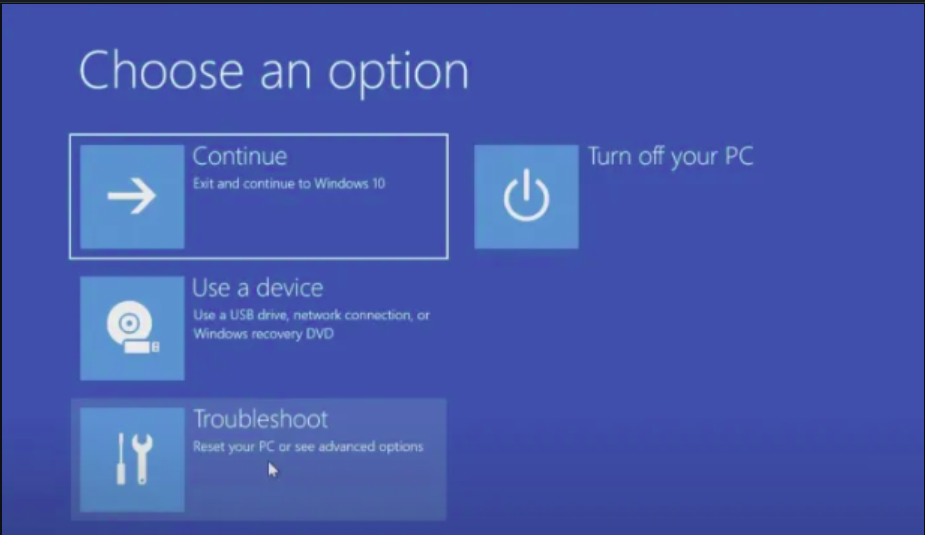 Choose an option
Continue
Exit and continue to Windows 10
Turn off your PC
Use a device
Use a USB drive, network connection, or
Windows recovery DVD
Troubleshoot
Reset your PC or see advanced options